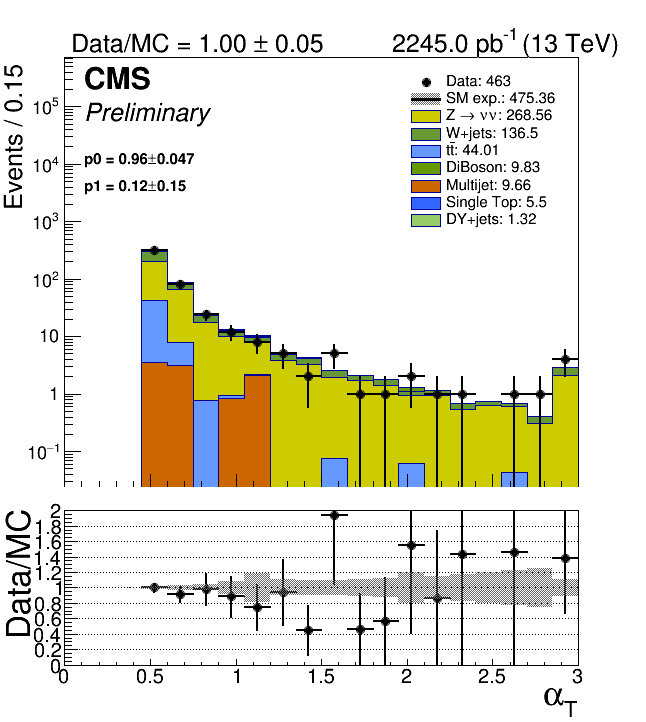 Data/MC = 1.00 ± 0.05 2245.0 pb⁻¹ (13 TeV)
CMS
Preliminary
p0 = 0.96±0.047
p1 = 0.12±0.15
Data: 463
SM exp.: 475.36
Z → νν: 268.56
W+jets: 136.5
tt̄: 44.01
DiBoson: 9.83
Multijet: 9.66
Single Top: 5.5
DY+jets: 1.32
Events / 0.15
10⁵
10⁴
10³
10²
10
1
10⁻¹
Data/MC
2
1.8
1.6
1.4
1.2
1
0.8
0.6
0.4
0.2
0
0 0.5 1 1.5 2 2.5 3
α_T